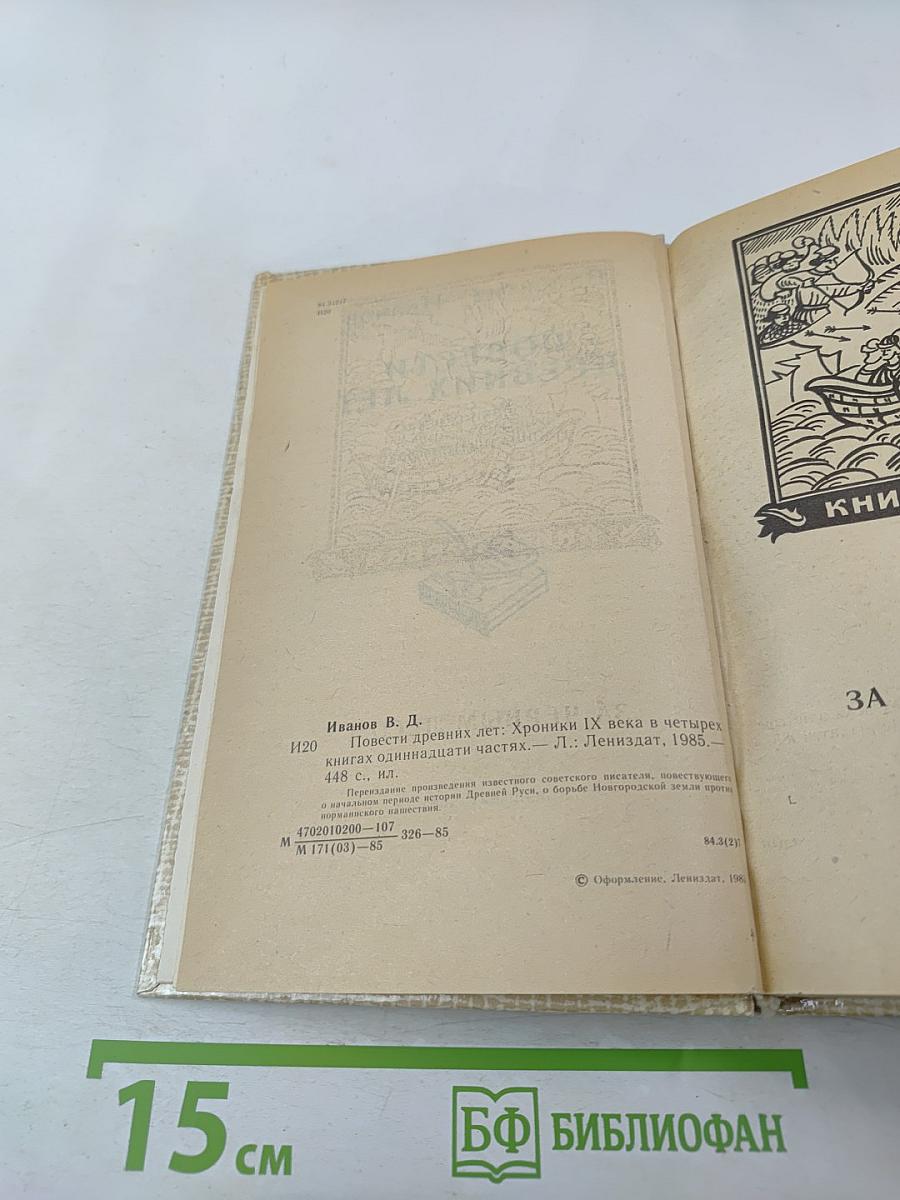 84.3(2)7
И20
Иванов В. Д.
И20 Повести древних лет: Хроники IX века в четырех
книгах одиннадцати частях.— Л.: Лениздат, 1985.—
448 с., ил.
Переиздание произведения известного советского писателя, повествующего
о начальном периоде истории Древней Руси, о борьбе Новгородской земли против
норманнского нашествия.
М 4702010200—107 326—85
М 171(03)—85
84.3(2)7
© Оформление, Лениздат, 198
КНИ
ЗА
15 см
БФ БИБЛИОФАН